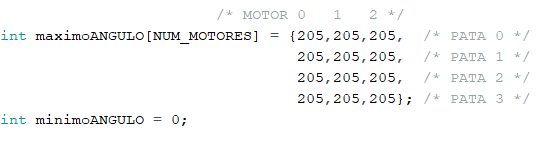 /* MOTOR 0 1 2 */
int maximoANGULO[NUM_MOTORES] = {205,205,205, /* PATA 0 */
205,205,205, /* PATA 1 */
205,205,205, /* PATA 2 */
205,205,205}; /* PATA 3 */
int minimoANGULO = 0;